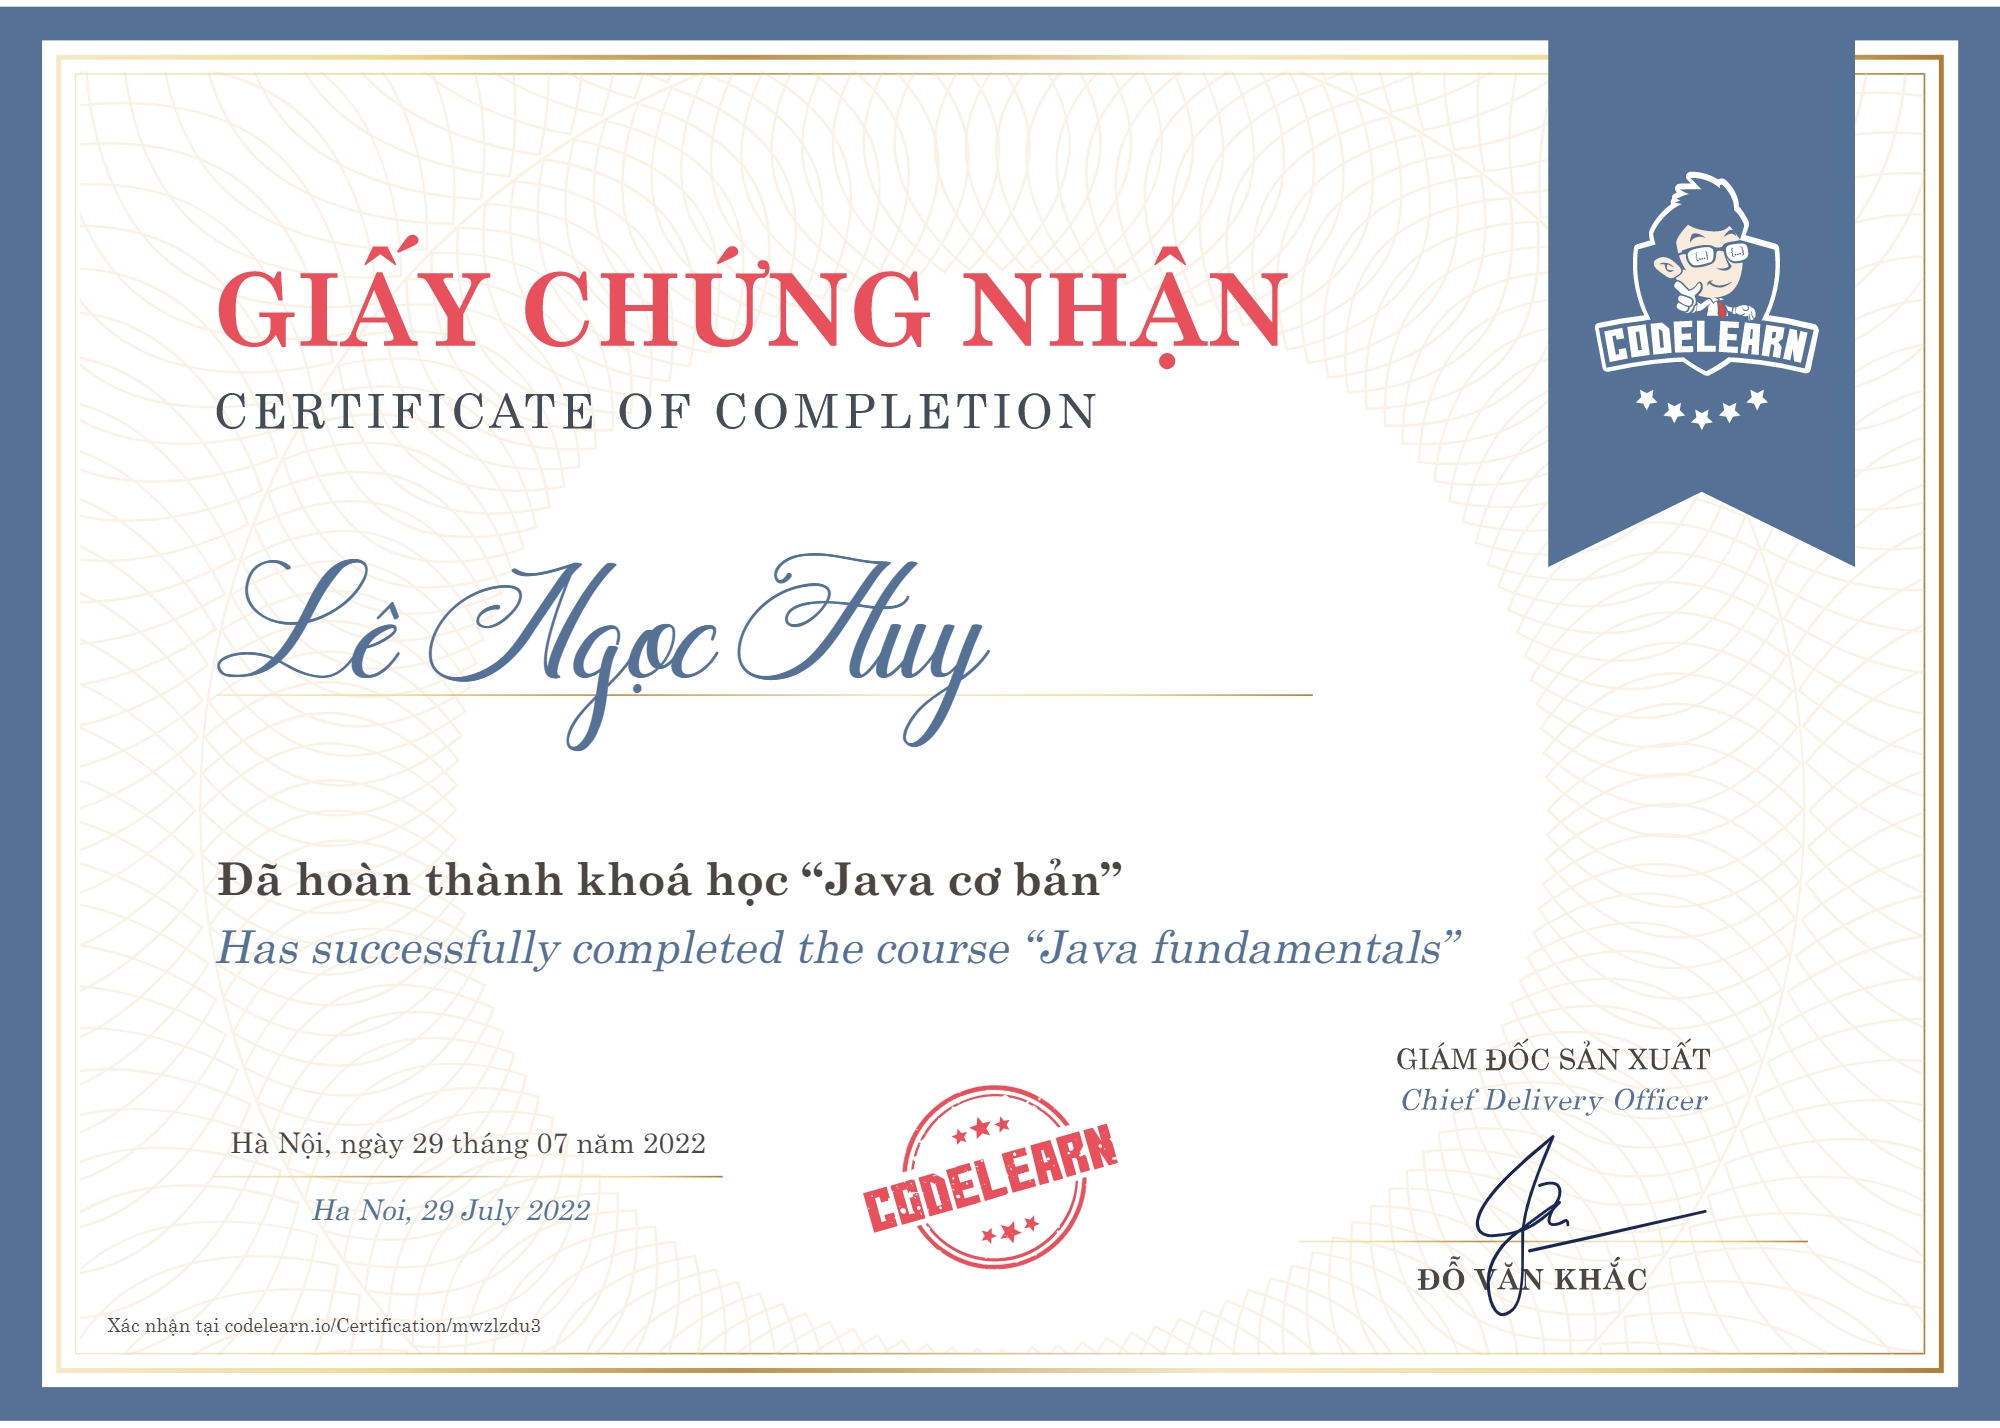 GIẤY CHỨNG NHẬN
CERTIFICATE OF COMPLETION
CODELEARN
Lê Ngọc Huy
Đã hoàn thành khoá học “Java cơ bản”
Has successfully completed the course “Java fundamentals”
GIÁM ĐỐC SẢN XUẤT
Chief Delivery Officer
Hà Nội, ngày 29 tháng 07 năm 2022
Ha Noi, 29 July 2022
CODELEARN
ĐỖ VĂN KHẮC
Xác nhận tại codelearn.io/Certification/mwzlzdu3